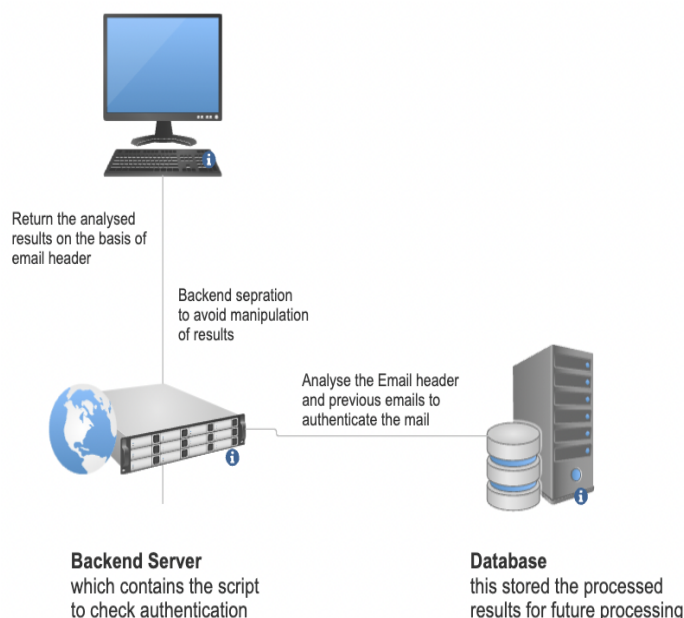 Return the analysed
results on the basis of
email header
Backend sepration
to avoid manipulation
of results
Analyse the Email header
and previous emails to
authenticate the mail
Backend Server
which contains the script
to check authentication
Database
this stored the processed
results for future processing